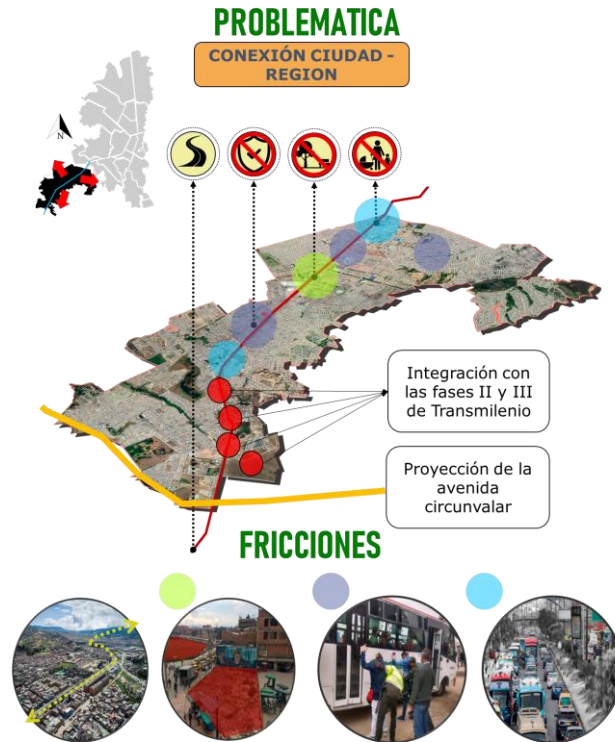 PROBLEMATICA
CONEXIÓN CIUDAD -
REGION
N
Integración con
las fases II y III
de Transmilenio
Proyección de la
avenida
circunvalar
FRICCIONES